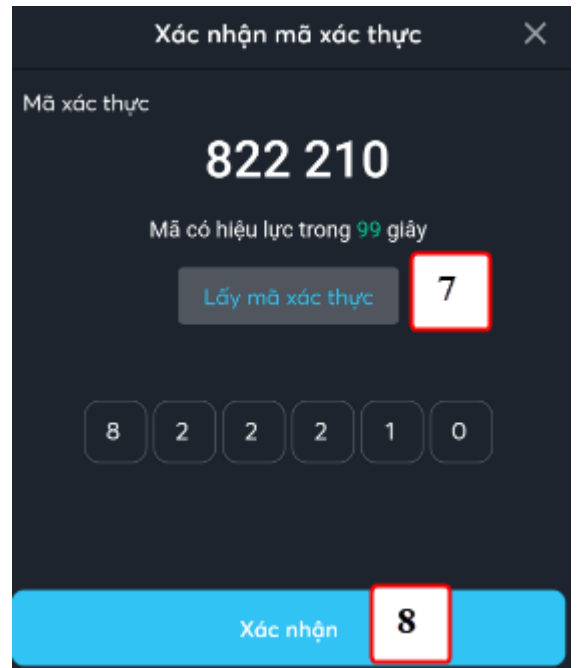 Xác nhận mã xác thực
Mã xác thực
822 210
Mã có hiệu lực trong 99 giây
Lấy mã xác thực 7
8 2 2 2 1 0
Xác nhận 8